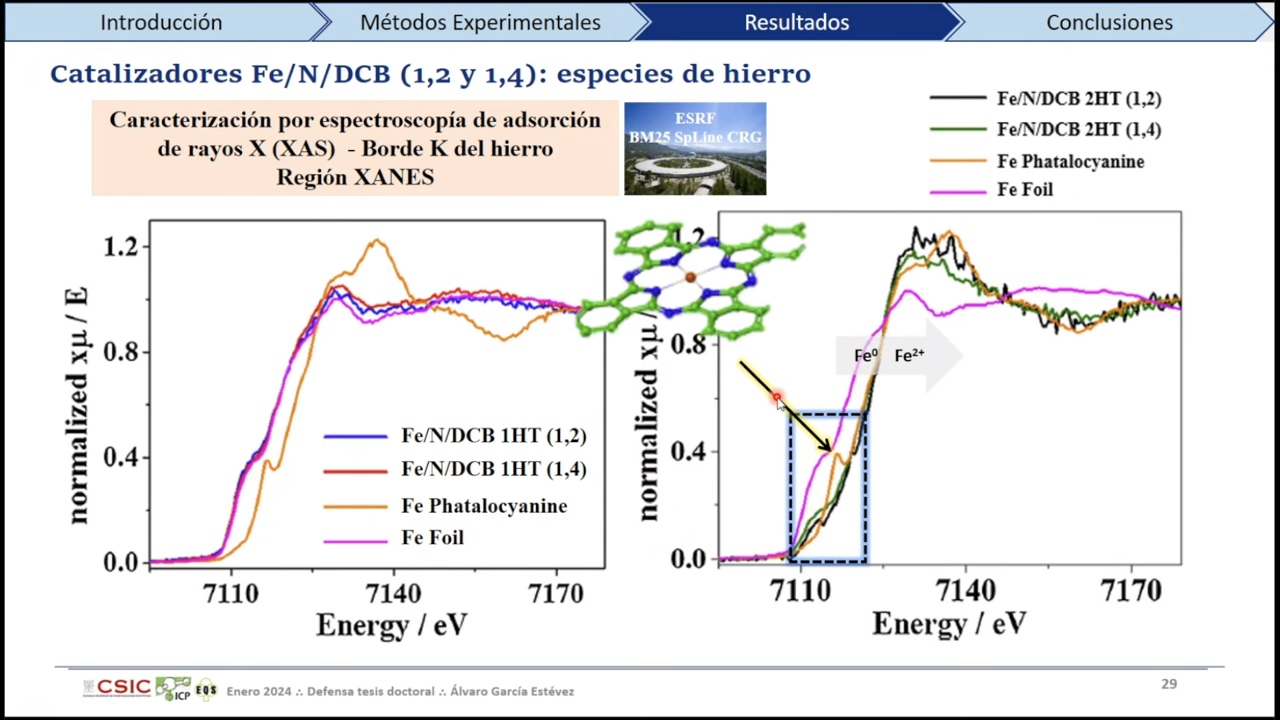 Introducción
Métodos Experimentales
Resultados
Conclusiones
Catalizadores Fe/N/DCB (1,2 y 1,4): especies de hierro
Caracterización por espectroscopía de adsorción
de rayos X (XAS) - Borde K del hierro
Región XANES
ESRF
BM25 SpLine CRG
Fe/N/DCB 2HT (1,2)
Fe/N/DCB 2HT (1,4)
Fe Phatalocyanine
Fe Foil
normalized xμ / E
1.2
0.8
0.4
0.0
7110
7140
7170
Energy / eV
Fe/N/DCB 1HT (1,2)
Fe/N/DCB 1HT (1,4)
Fe Phatalocyanine
Fe Foil
normalized xμ /
1.2
0.8
0.4
0.0
7110
7140
7170
Energy / eV
Fe⁰ Fe²⁺
CSIC
ICP
EQS
Enero 2024 ∴ Defensa tesis doctoral ∴ Álvaro García Estévez
29